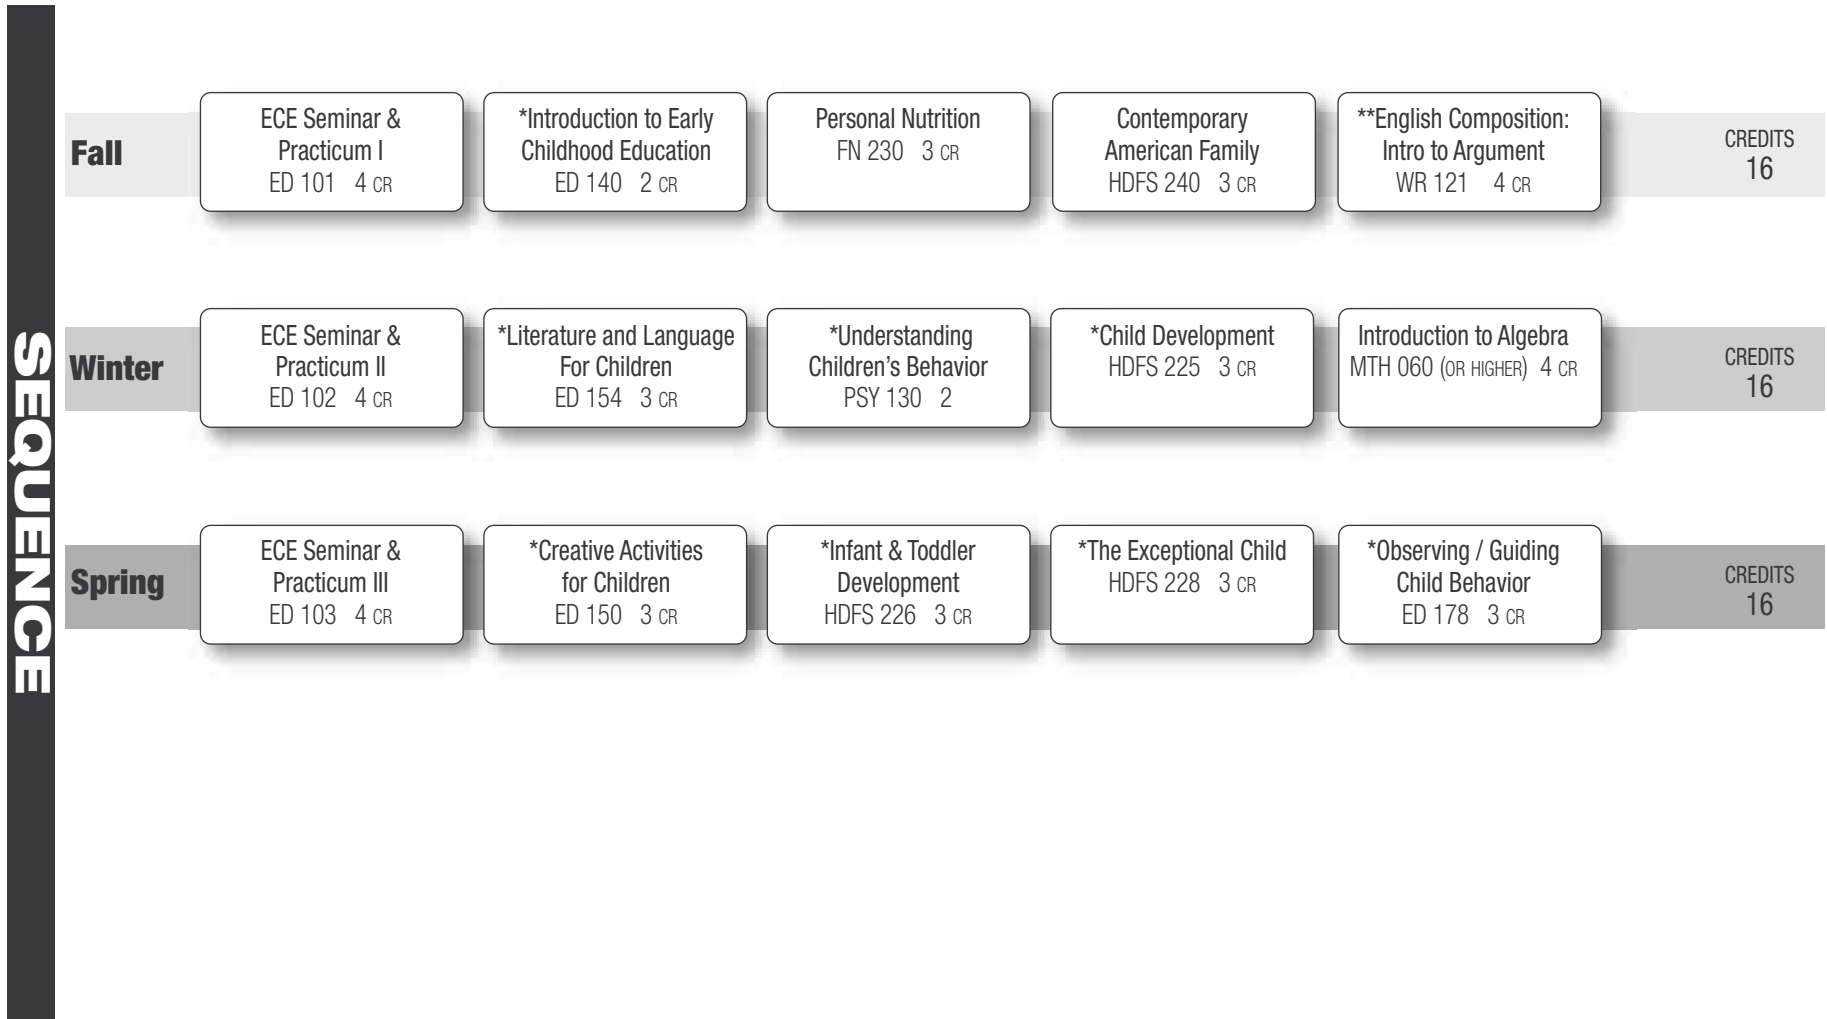 SEQUENCE
Fall
ECE Seminar &
Practicum I
ED 101 4 CR
*Introduction to Early
Childhood Education
ED 140 2 CR
Personal Nutrition
FN 230 3 CR
Contemporary
American Family
HDFS 240 3 CR
**English Composition:
Intro to Argument
WR 121 4 CR
CREDITS
16
Winter
ECE Seminar &
Practicum II
ED 102 4 CR
*Literature and Language
For Children
ED 154 3 CR
*Understanding
Children’s Behavior
PSY 130 2
*Child Development
HDFS 225 3 CR
Introduction to Algebra
MTH 060 (OR HIGHER) 4 CR
CREDITS
16
Spring
ECE Seminar &
Practicum III
ED 103 4 CR
*Creative Activities
for Children
ED 150 3 CR
*Infant & Toddler
Development
HDFS 226 3 CR
*The Exceptional Child
HDFS 228 3 CR
*Observing / Guiding
Child Behavior
ED 178 3 CR
CREDITS
16